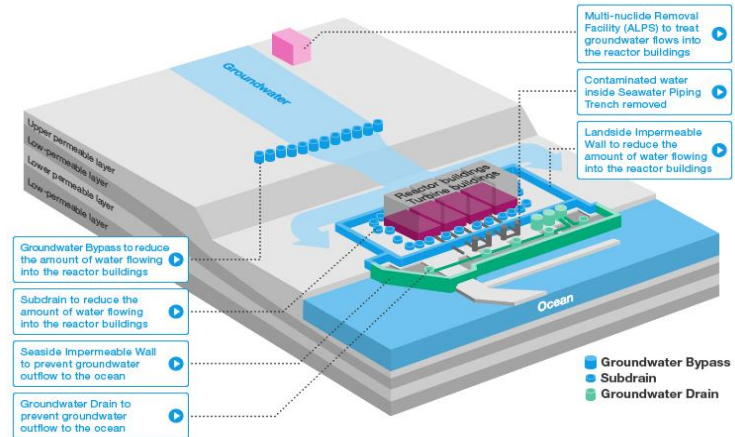 Multi-nuclide Removal
Facility (ALPS) to treat
groundwater flows into
the reactor buildings
Contaminated water
inside Seawater Piping
Trench removed
Landside Impermeable
Wall to reduce the
amount of water flowing
into the reactor buildings
Groundwater
Upper permeable layer
Low-permeable layer
Lower permeable layer
Low-permeable layer
Reactor buildings
Turbine buildings
Groundwater Bypass to reduce
the amount of water flowing
into the reactor buildings
Subdrain to reduce the
amount of water flowing
into the reactor buildings
Seaside Impermeable Wall
to prevent groundwater
outflow to the ocean
Groundwater Drain to
prevent groundwater
outflow to the ocean
Ocean
Groundwater Bypass
Subdrain
Groundwater Drain